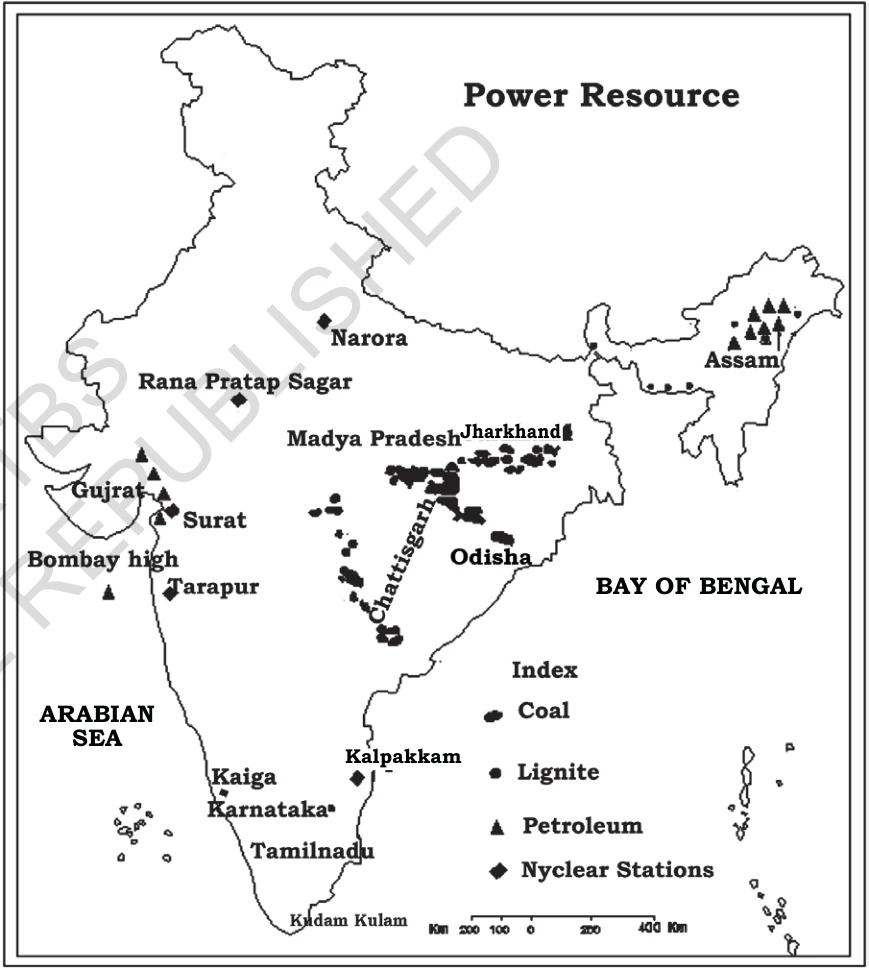 Power Resource
Narora
Assam
Rana Pratap Sagar
Madya Pradesh
Jharkhand
Gujrat
Surat
Chattisgarh
Odisha
Bombay high
Tarapur
BAY OF BENGAL
Index
Coal
ARABIAN
SEA
Kalpakkam
Kaiga
Lignite
Karnataka
Petroleum
Tamilnadu
Nyclear Stations
Kudam Kulam
Km 200 100 0 200 400 Km
REPUBLISHED